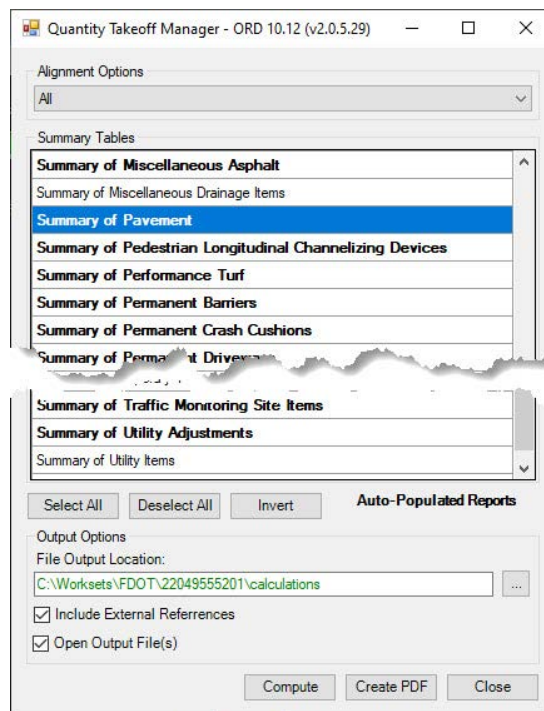 Quantity Takeoff Manager - ORD 10.12 (v2.0.5.29)
Alignment Options
All
Summary Tables
Summary of Miscellaneous Asphalt
Summary of Miscellaneous Drainage Items
Summary of Pavement
Summary of Pedestrian Longitudinal Channelizing Devices
Summary of Performance Turf
Summary of Permanent Barriers
Summary of Permanent Crash Cushions
Summary of Permanent
Summary of Traffic Monitoring Site Items
Summary of Utility Adjustments
Summary of Utility Items
Select All Deselect All Invert Auto-Populated Reports
Output Options
File Output Location:
C:\Worksets\FDOT\22049555201\calculations ...
Include External Referrences
Open Output File(s)
Compute Create PDF Close